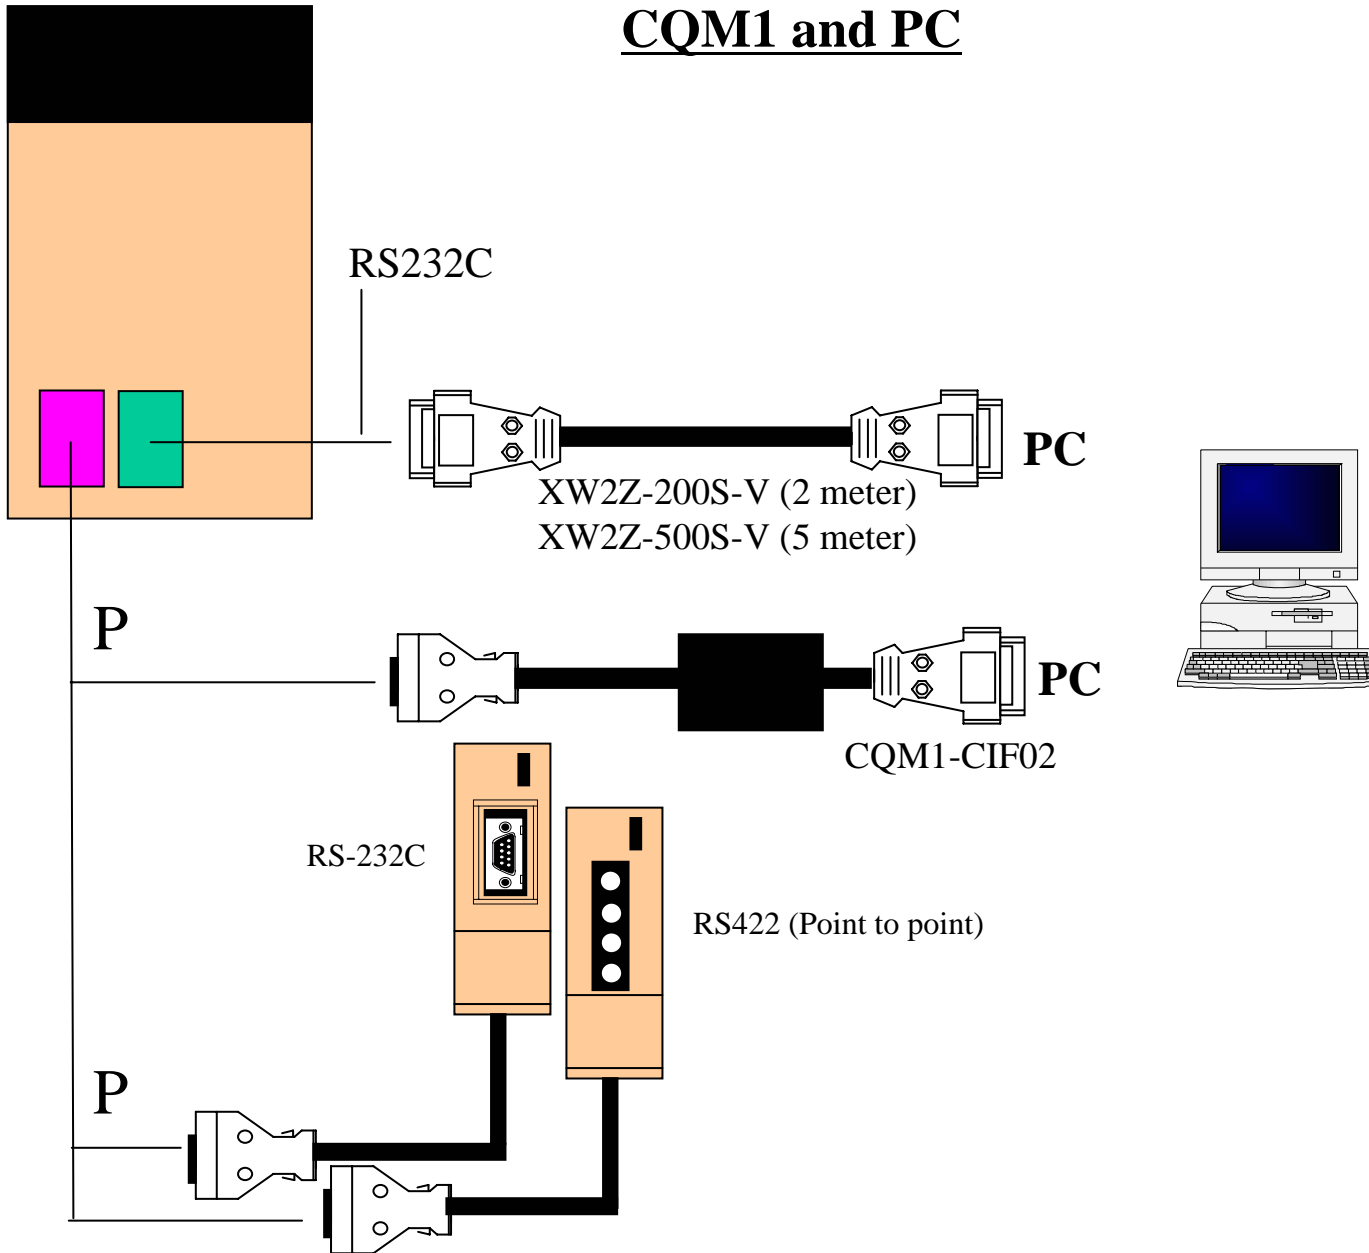 CQM1 and PC
RS232C
PC
XW2Z-200S-V (2 meter)
XW2Z-500S-V (5 meter)
P
PC
CQM1-CIF02
RS-232C
RS422 (Point to point)
P